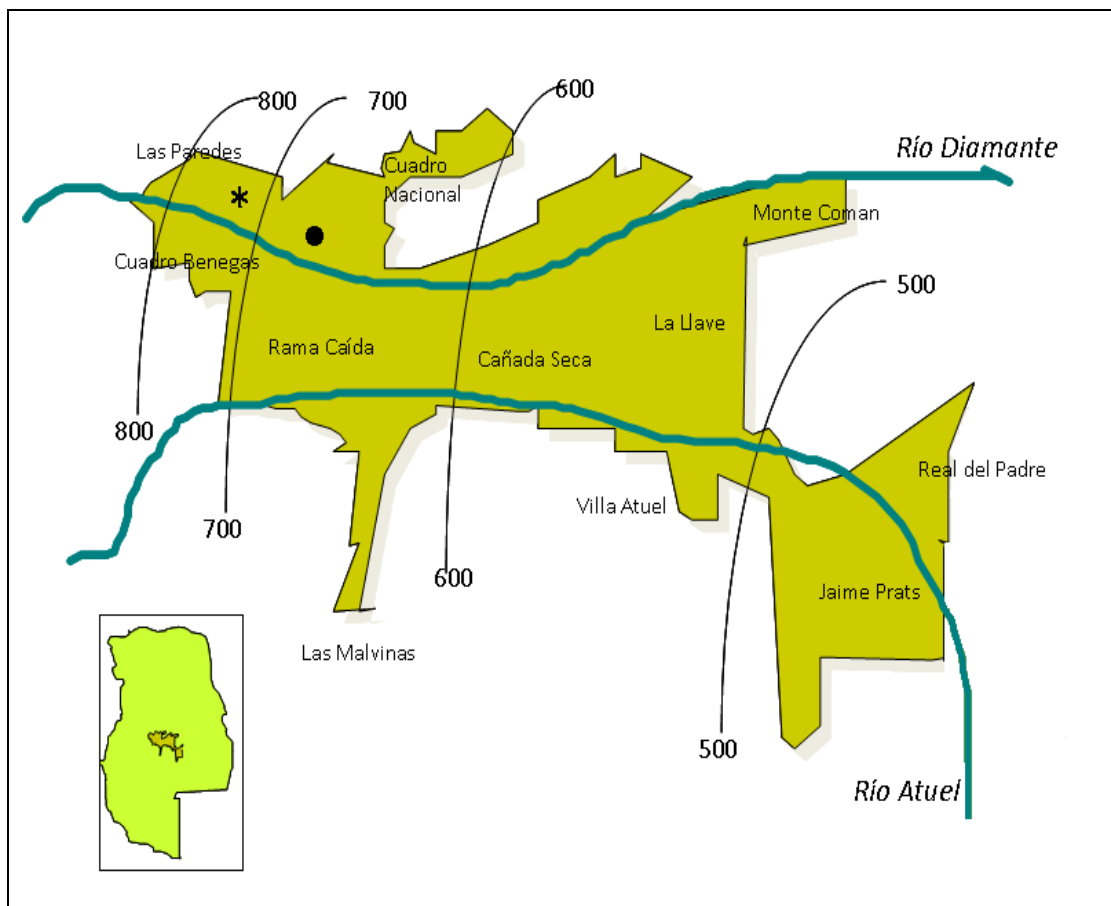 600
800
700
Río Diamante
Las Paredes
Cuadro
Nacional
*
Monte Coman
Cuadro Benegas
500
La Llave
Rama Caída
Cañada Seca
800
Real del Padre
Villa Atuel
700
600
Jaime Prats
Las Malvinas
500
Río Atuel